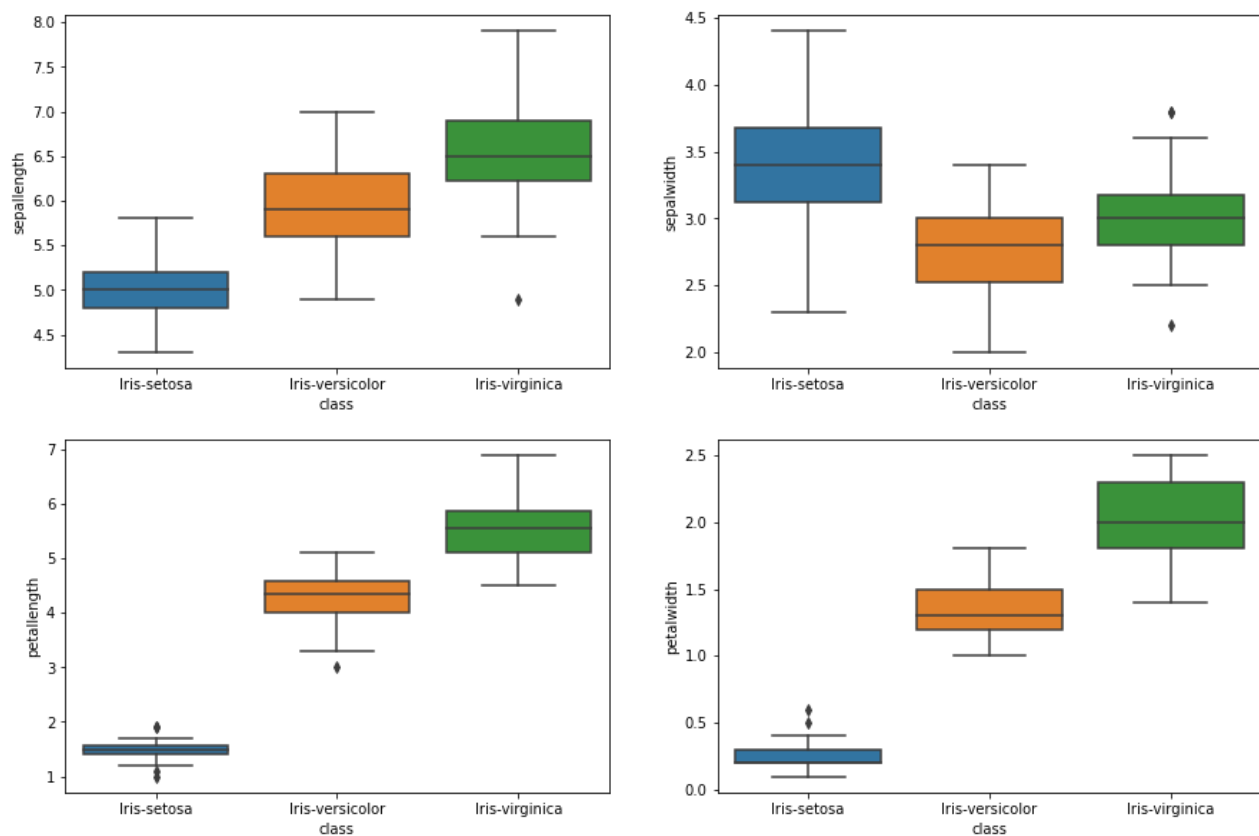 sepallength
8.0
7.5
7.0
6.5
6.0
5.5
5.0
4.5
Iris-setosa Iris-versicolor Iris-virginica
class
sepalwidth
4.5
4.0
3.5
3.0
2.5
2.0
Iris-setosa Iris-versicolor Iris-virginica
class
petallength
7
6
5
4
3
2
1
Iris-setosa Iris-versicolor Iris-virginica
class
petalwidth
2.5
2.0
1.5
1.0
0.5
0.0
Iris-setosa Iris-versicolor Iris-virginica
class